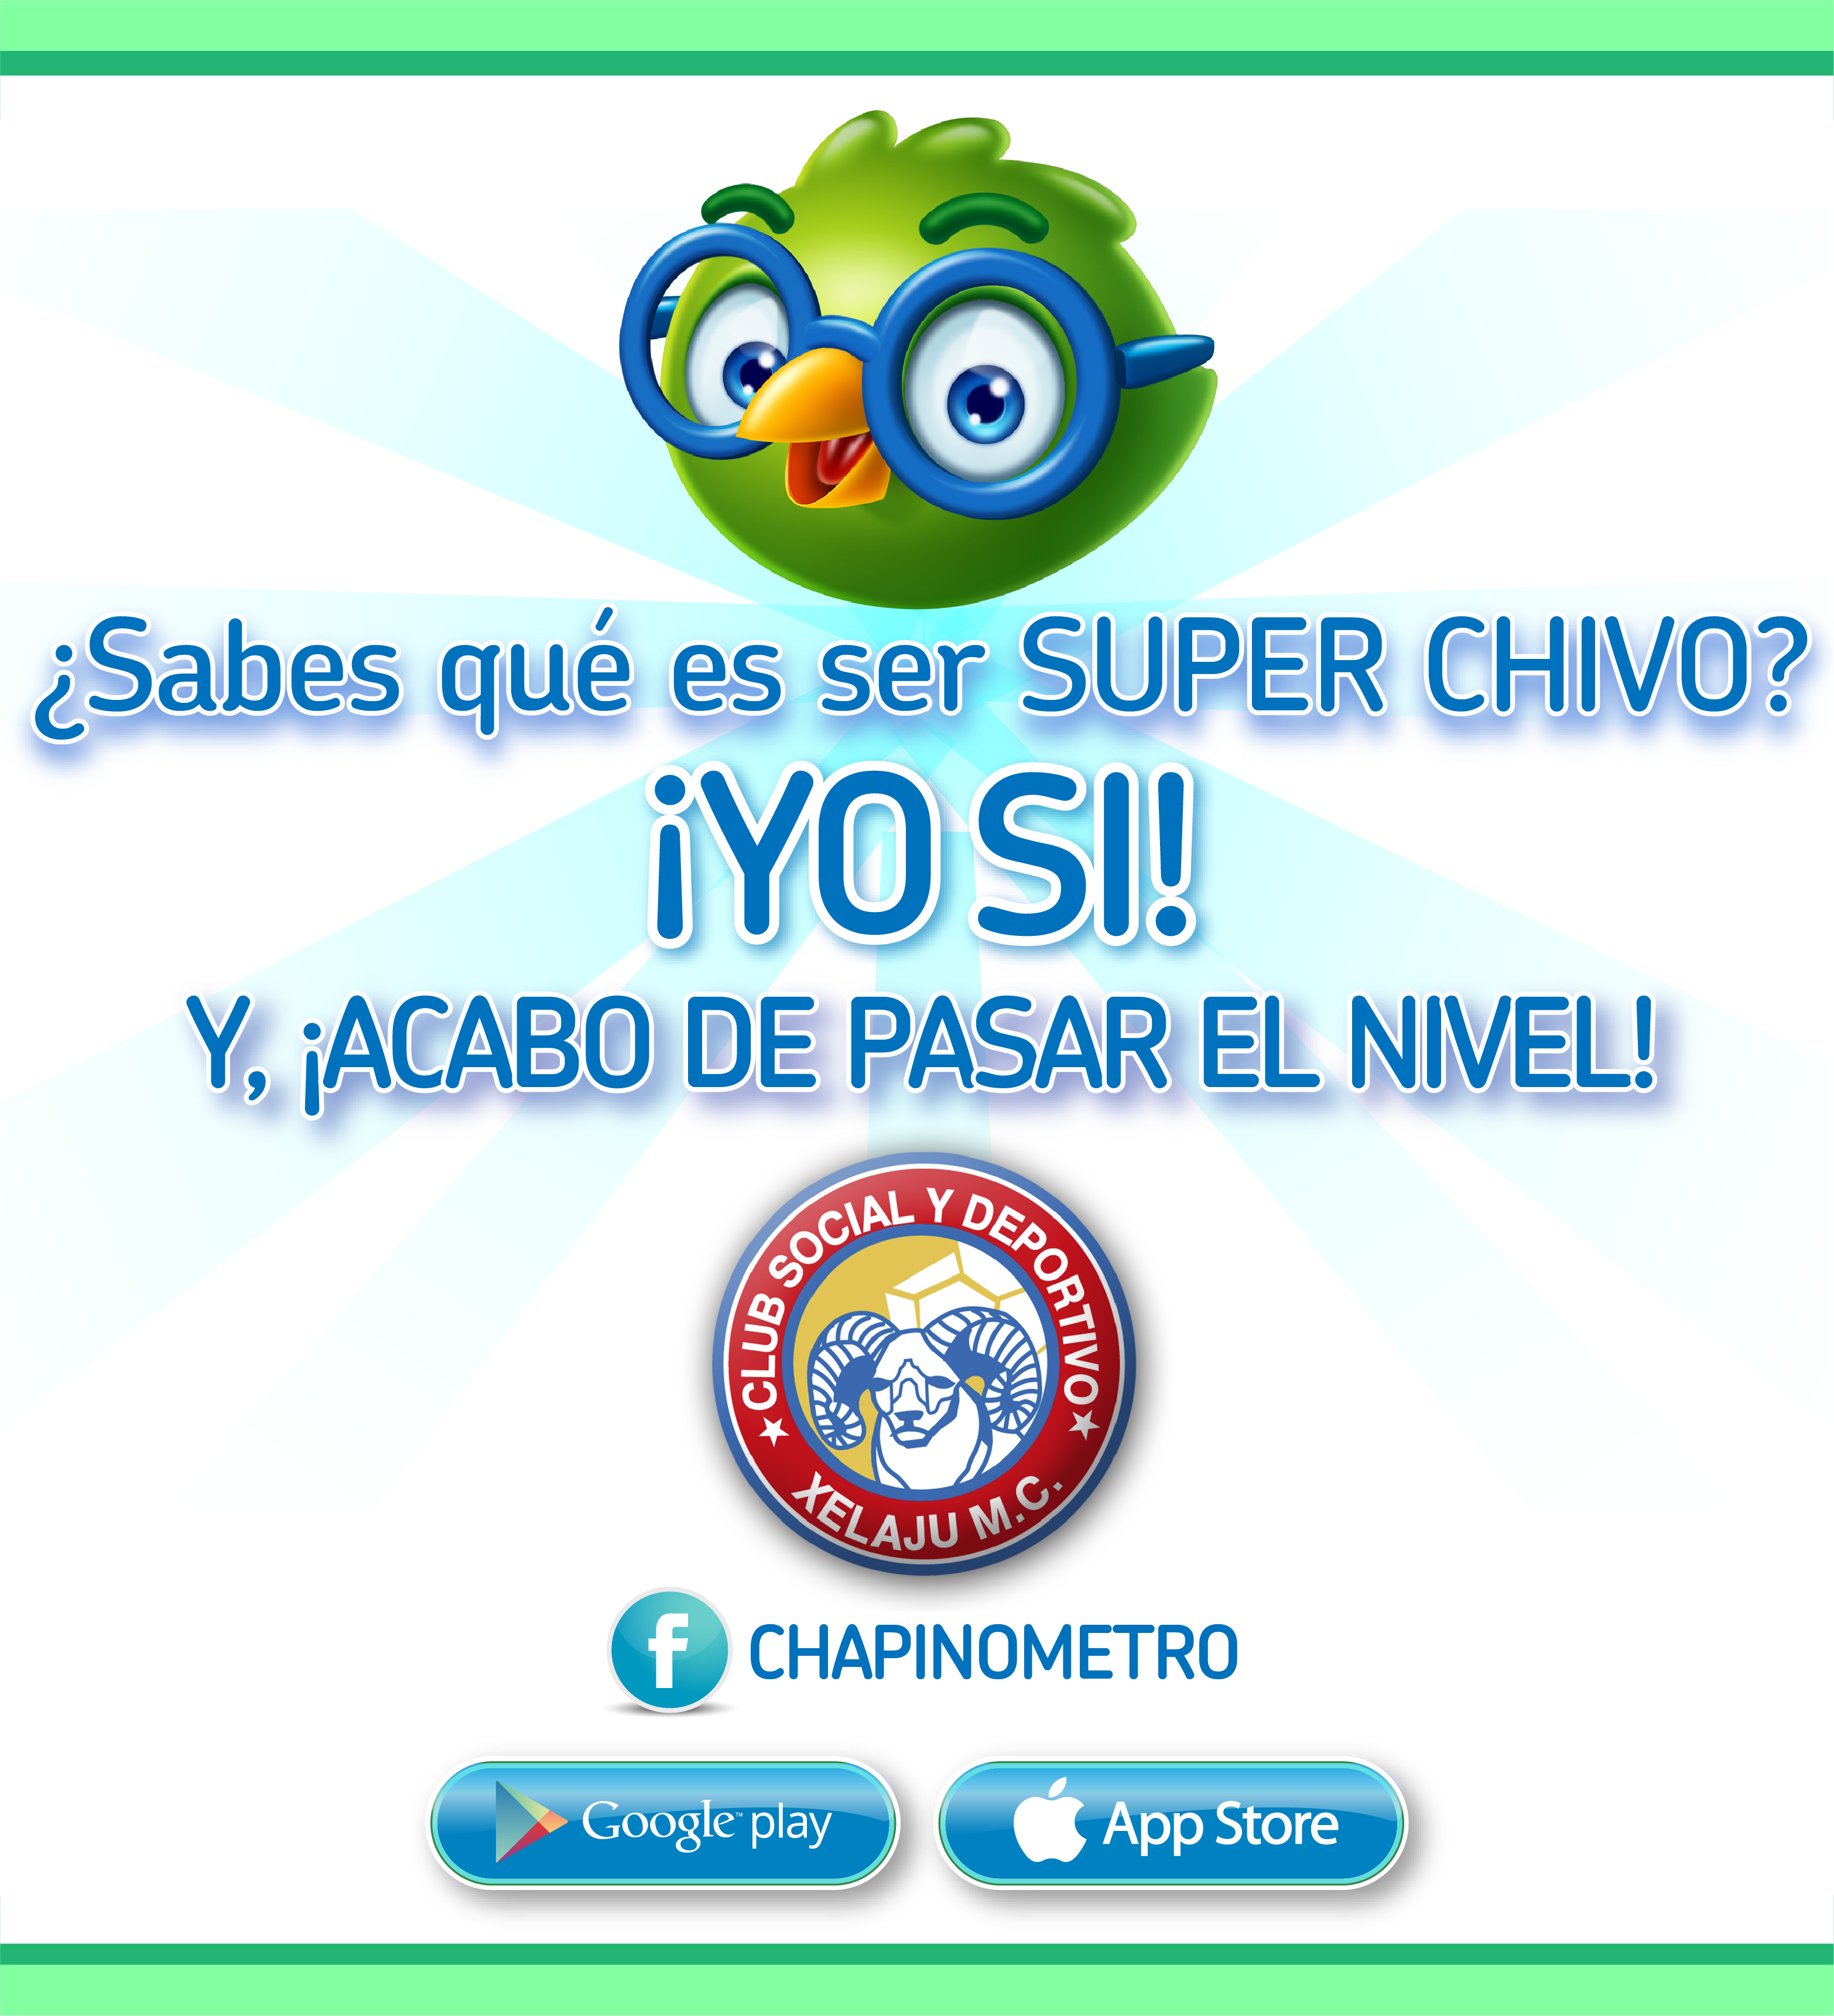 ¿Sabes qué es ser SUPER CHIVO?
¡YO SI!
Y, ¡ACABO DE PASAR EL NIVEL!
★ CLUB SOCIAL Y DEPORTIVO ★
XELAJU M.C.
f CHAPINOMETRO
Google™ play
App Store